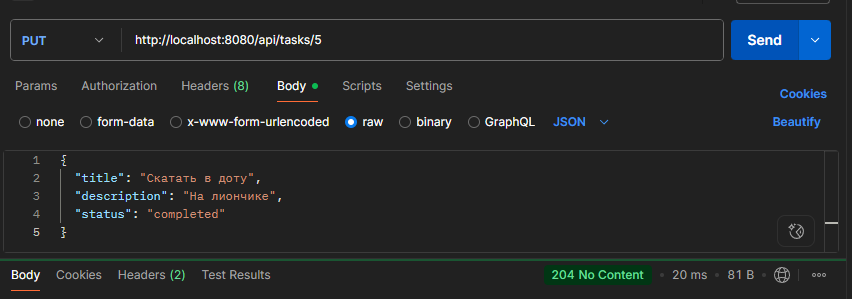 PUT http://localhost:8080/api/tasks/5 Send
Params Authorization Headers (8) Body Scripts Settings Cookies
none form-data x-www-form-urlencoded raw binary GraphQL JSON Beautify
1 {
2 "title": "Скатать в доту",
3 "description": "На лиончике",
4 "status": "completed"
5 }
Body Cookies Headers (2) Test Results 204 No Content 20 ms 81 B